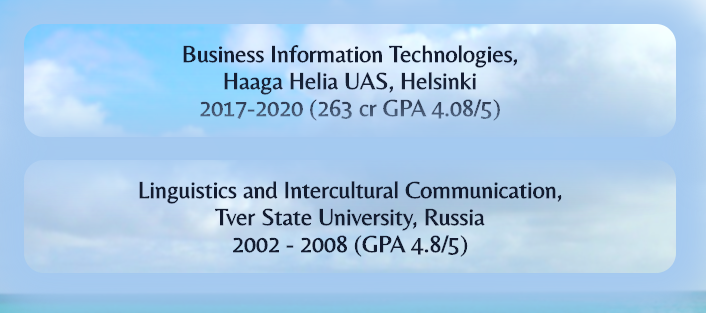 Business Information Technologies,
Haaga Helia UAS, Helsinki
2017-2020 (263 cr GPA 4.08/5)
Linguistics and Intercultural Communication,
Tver State University, Russia
2002 - 2008 (GPA 4.8/5)